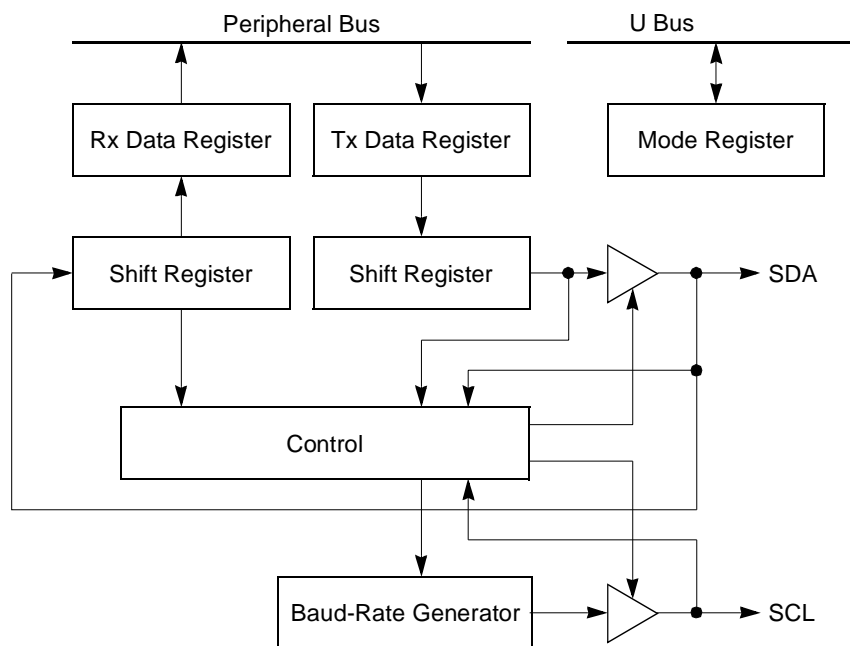 Peripheral Bus
U Bus
Rx Data Register
Tx Data Register
Mode Register
Shift Register
Shift Register
SDA
Control
Baud-Rate Generator
SCL